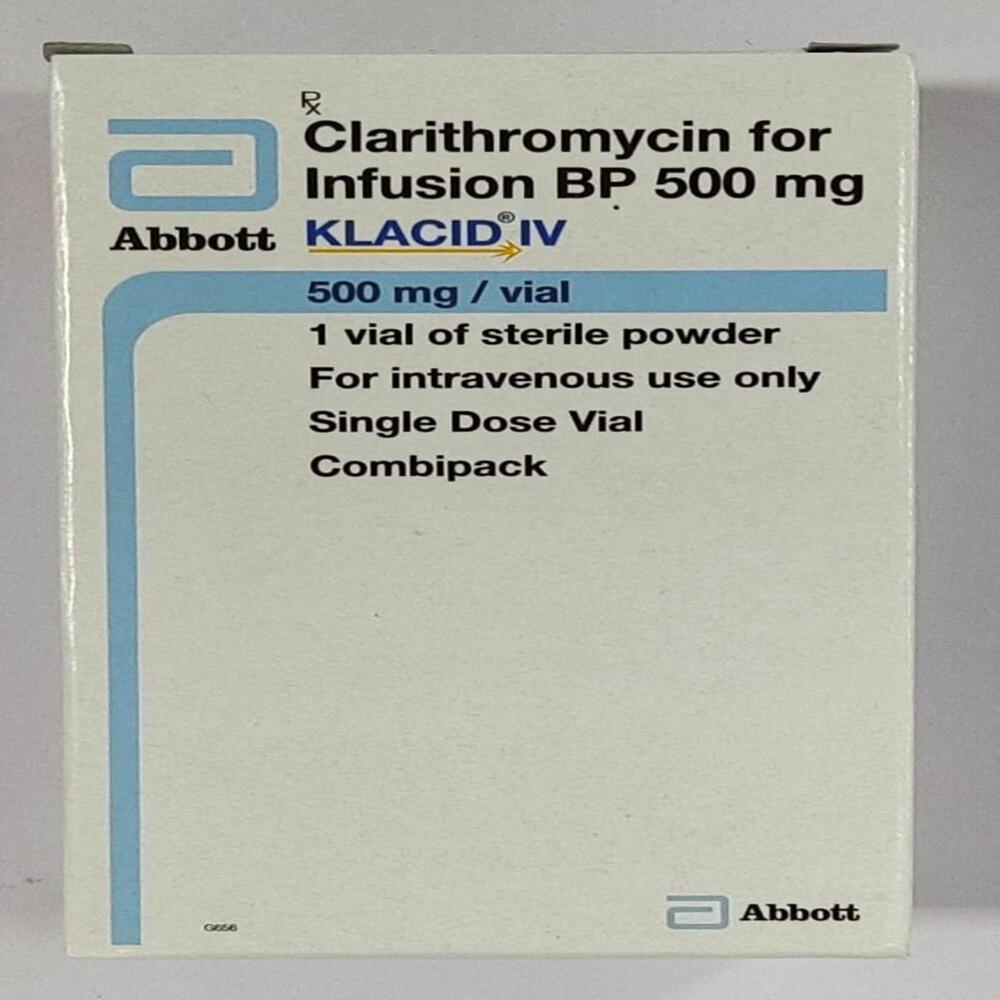 Rx
Clarithromycin for
Infusion BP 500 mg
Abbott
KLACID® IV
500 mg / vial
1 vial of sterile powder
For intravenous use only
Single Dose Vial
Combipack
G656
Abbott